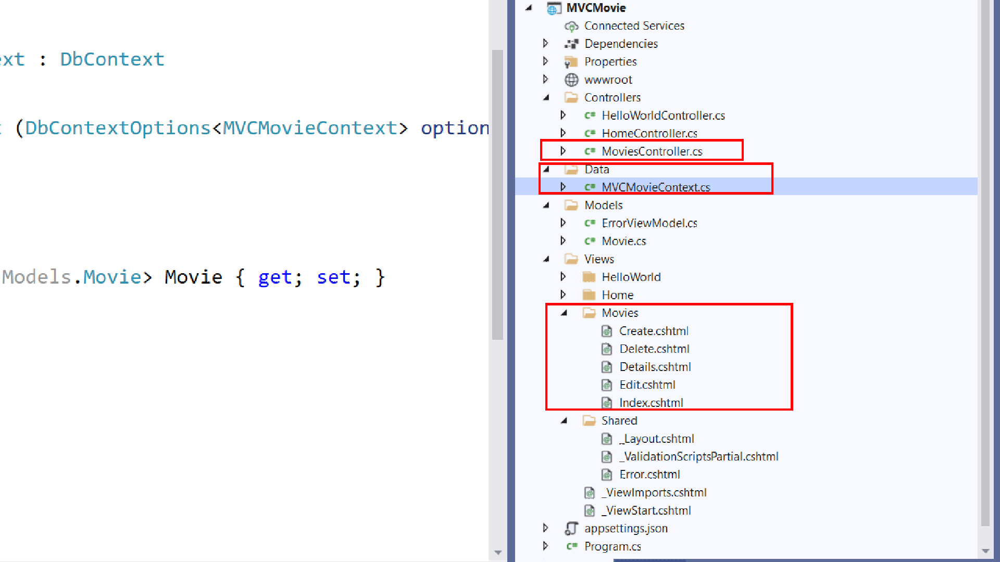 : DbContext
(DbContextOptions<MVCMovieContext> option
Models.Movie> Movie { get; set; }
MVCMovie
Connected Services
Dependencies
Properties
wwwroot
Controllers
C# HelloWorldController.cs
C# HomeController.cs
C# MoviesController.cs
Data
C# MVCMovieContext.cs
Models
C# ErrorViewModel.cs
C# Movie.cs
Views
HelloWorld
Home
Movies
Create.cshtml
Delete.cshtml
Details.cshtml
Edit.cshtml
Index.cshtml
Shared
_Layout.cshtml
_ValidationScriptsPartial.cshtml
Error.cshtml
_ViewImports.cshtml
_ViewStart.cshtml
appsettings.json
C# Program.cs